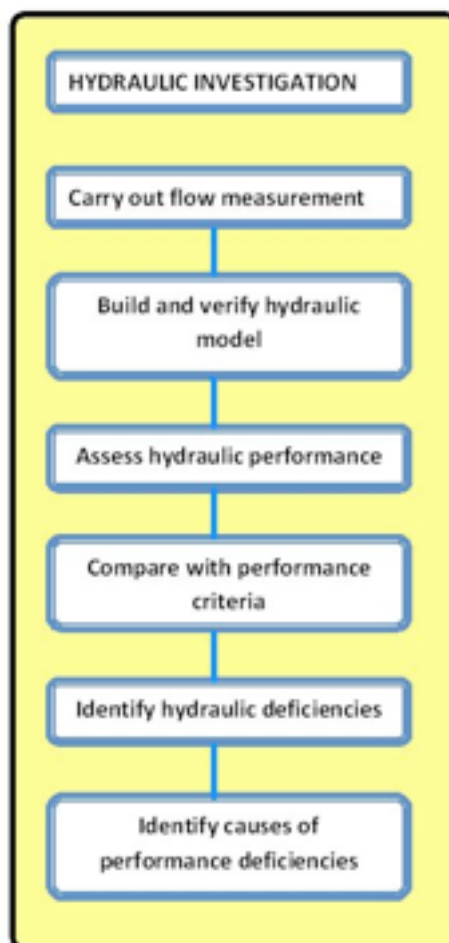 HYDRAULIC INVESTIGATION
Carry out flow measurement
Build and verify hydraulic
model
Assess hydraulic performance
Compare with performance
criteria
Identify hydraulic deficiencies
Identify causes of
performance deficiencies